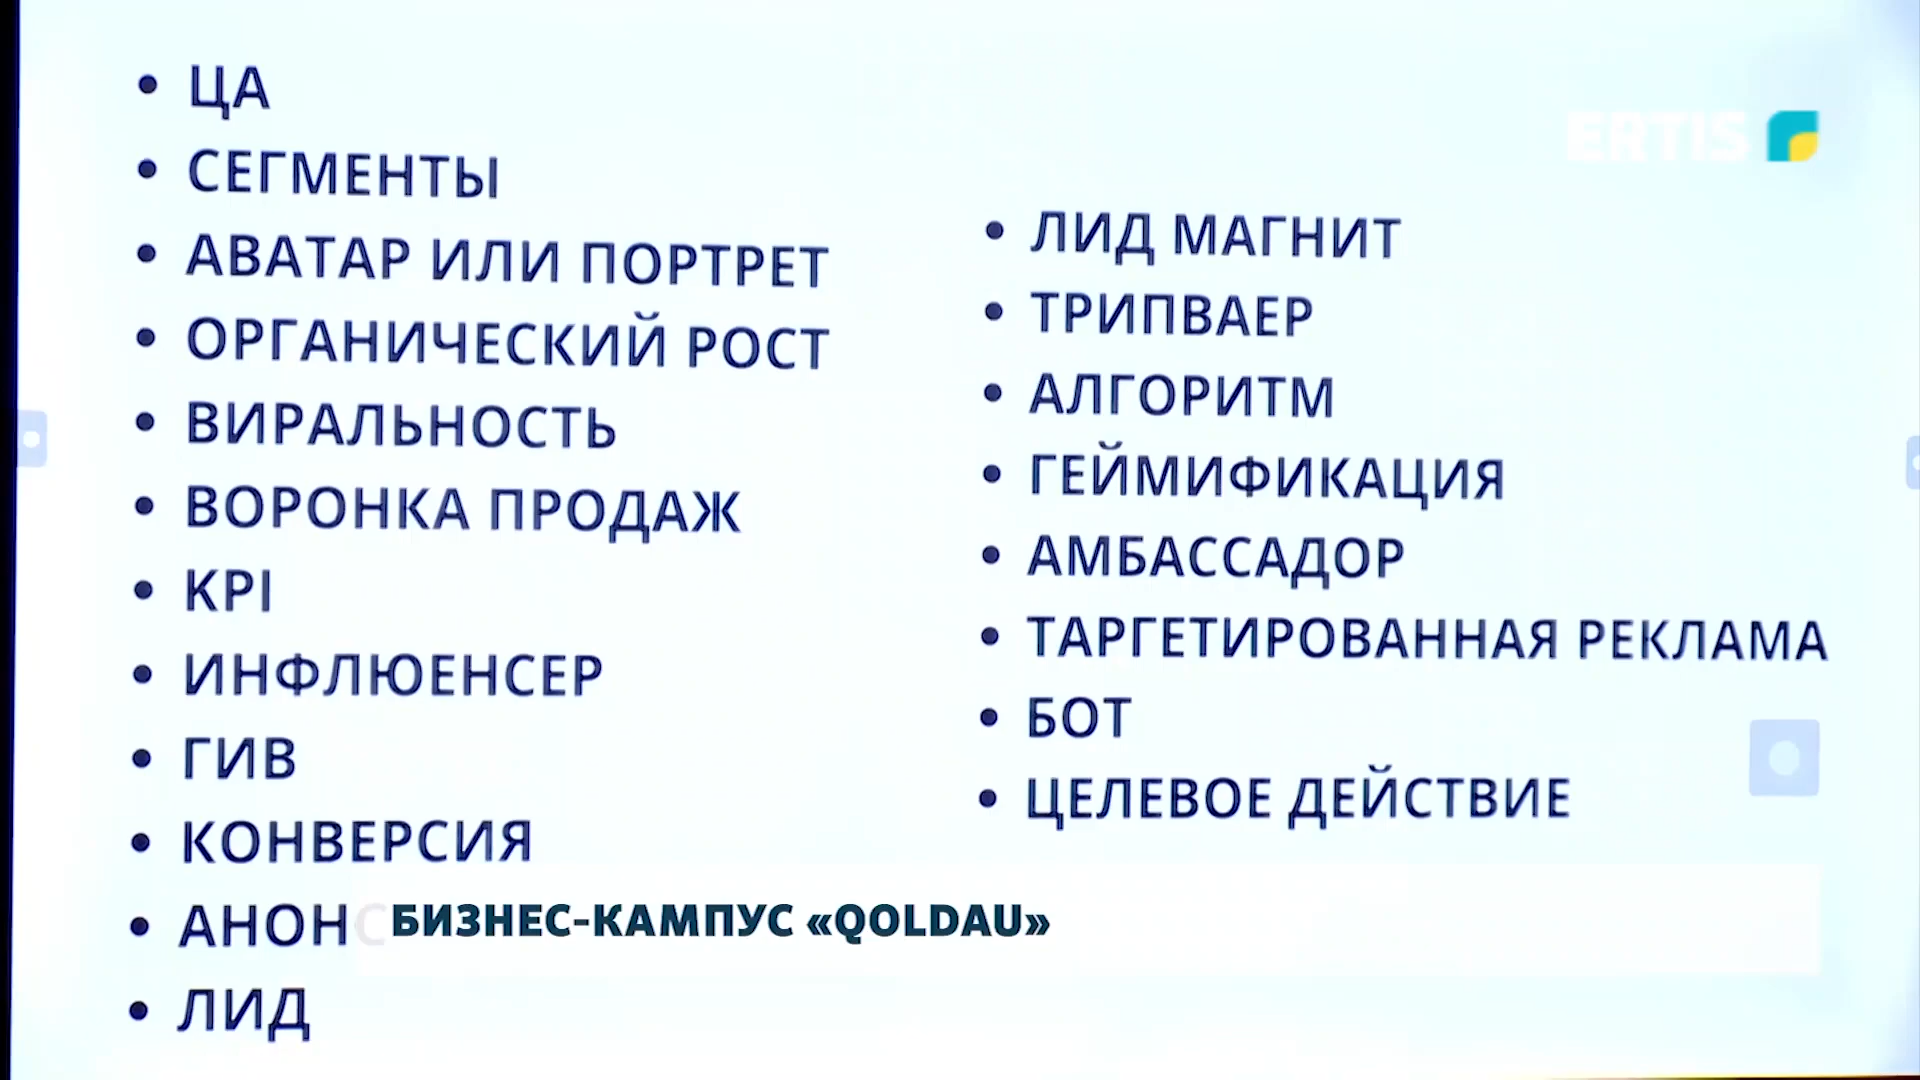 • ЦА
• СЕГМЕНТЫ
• АВАТАР ИЛИ ПОРТРЕТ
• ОРГАНИЧЕСКИЙ РОСТ
• ВИРАЛЬНОСТЬ
• ВОРОНКА ПРОДАЖ
• KPI
• ИНФЛЮЕНСЕР
• ГИВ
• КОНВЕРСИЯ
• АНОНС
• ЛИД
ERTIS
• ЛИД МАГНИТ
• ТРИПВАЕР
• АЛГОРИТМ
• ГЕЙМИФИКАЦИЯ
• АМБАССАДОР
• ТАРГЕТИРОВАННАЯ РЕКЛАМА
• БОТ
• ЦЕЛЕВОЕ ДЕЙСТВИЕ
БИЗНЕС-КАМПУС «QOLDAU»